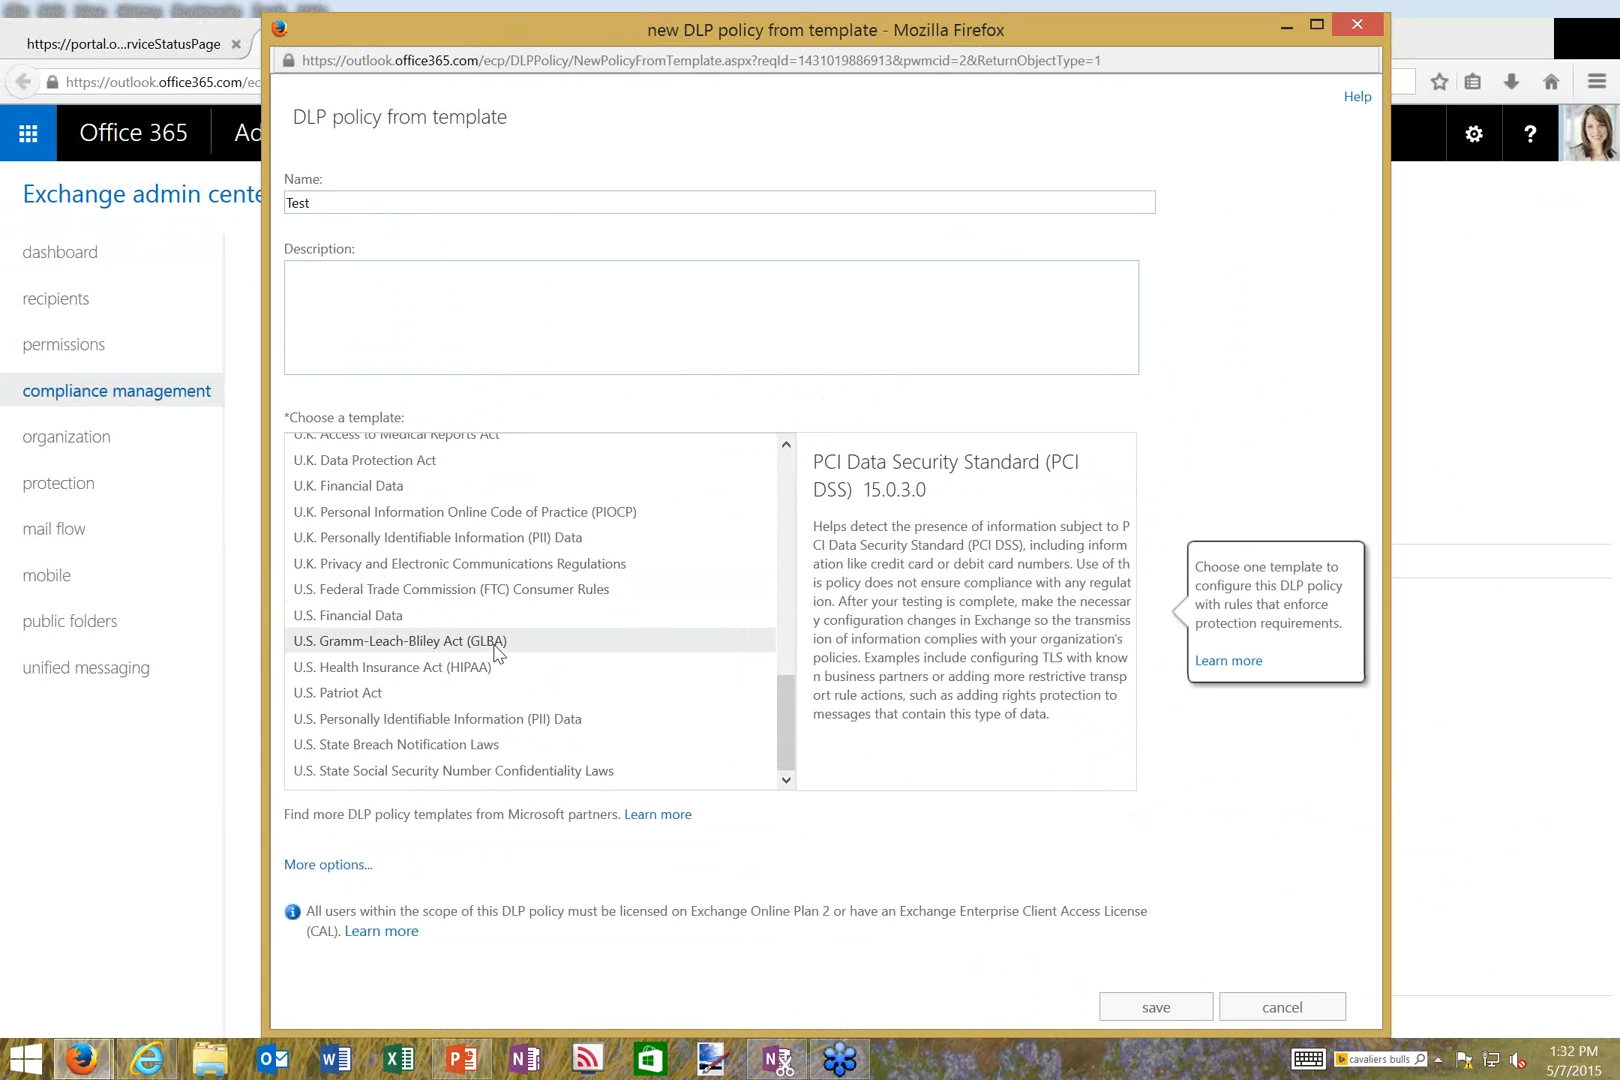 new DLP policy from template - Mozilla Firefox
https://portal.o...rviceStatusPage
https://outlook.office365.com/ec
https://outlook.office365.com/ecp/DLPPolicy/NewPolicyFromTemplate.aspx?reqId=1431019886913&pwmcid=2&ReturnObjectType=1
Help
Office 365
Ad
?
DLP policy from template
Exchange admin cente
dashboard
recipients
permissions
compliance management
organization
protection
mail flow
mobile
public folders
unified messaging
Name:
Test
Description:
*Choose a template:
U.K. Access to Medical Reports Act
U.K. Data Protection Act
U.K. Financial Data
U.K. Personal Information Online Code of Practice (PIOCP)
U.K. Personally Identifiable Information (PII) Data
U.K. Privacy and Electronic Communications Regulations
U.S. Federal Trade Commission (FTC) Consumer Rules
U.S. Financial Data
U.S. Gramm-Leach-Bliley Act (GLBA)
U.S. Health Insurance Act (HIPAA)
U.S. Patriot Act
U.S. Personally Identifiable Information (PII) Data
U.S. State Breach Notification Laws
U.S. State Social Security Number Confidentiality Laws
PCI Data Security Standard (PCI
DSS) 15.0.3.0
Helps detect the presence of information subject to P
CI Data Security Standard (PCI DSS), including inform
ation like credit card or debit card numbers. Use of th
is policy does not ensure compliance with any regulat
ion. After your testing is complete, make the necessar
y configuration changes in Exchange so the transmiss
ion of information complies with your organization's
policies. Examples include configuring TLS with know
n business partners or adding more restrictive transp
ort rule actions, such as adding rights protection to
messages that contain this type of data.
Choose one template to
configure this DLP policy
with rules that enforce
protection requirements.
Learn more
Find more DLP policy templates from Microsoft partners. Learn more
More options...
All users within the scope of this DLP policy must be licensed on Exchange Online Plan 2 or have an Exchange Enterprise Client Access License
(CAL). Learn more
save
cancel
cavaliers bulls
1:32 PM
5/7/2015